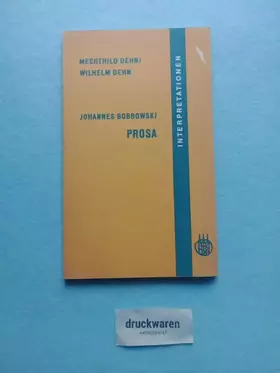 MECHTHILD DEHN /
WILHELM DEHN
JOHANNES BOBROWSKI
PROSA
INTERPRETATIONEN
druckwaren